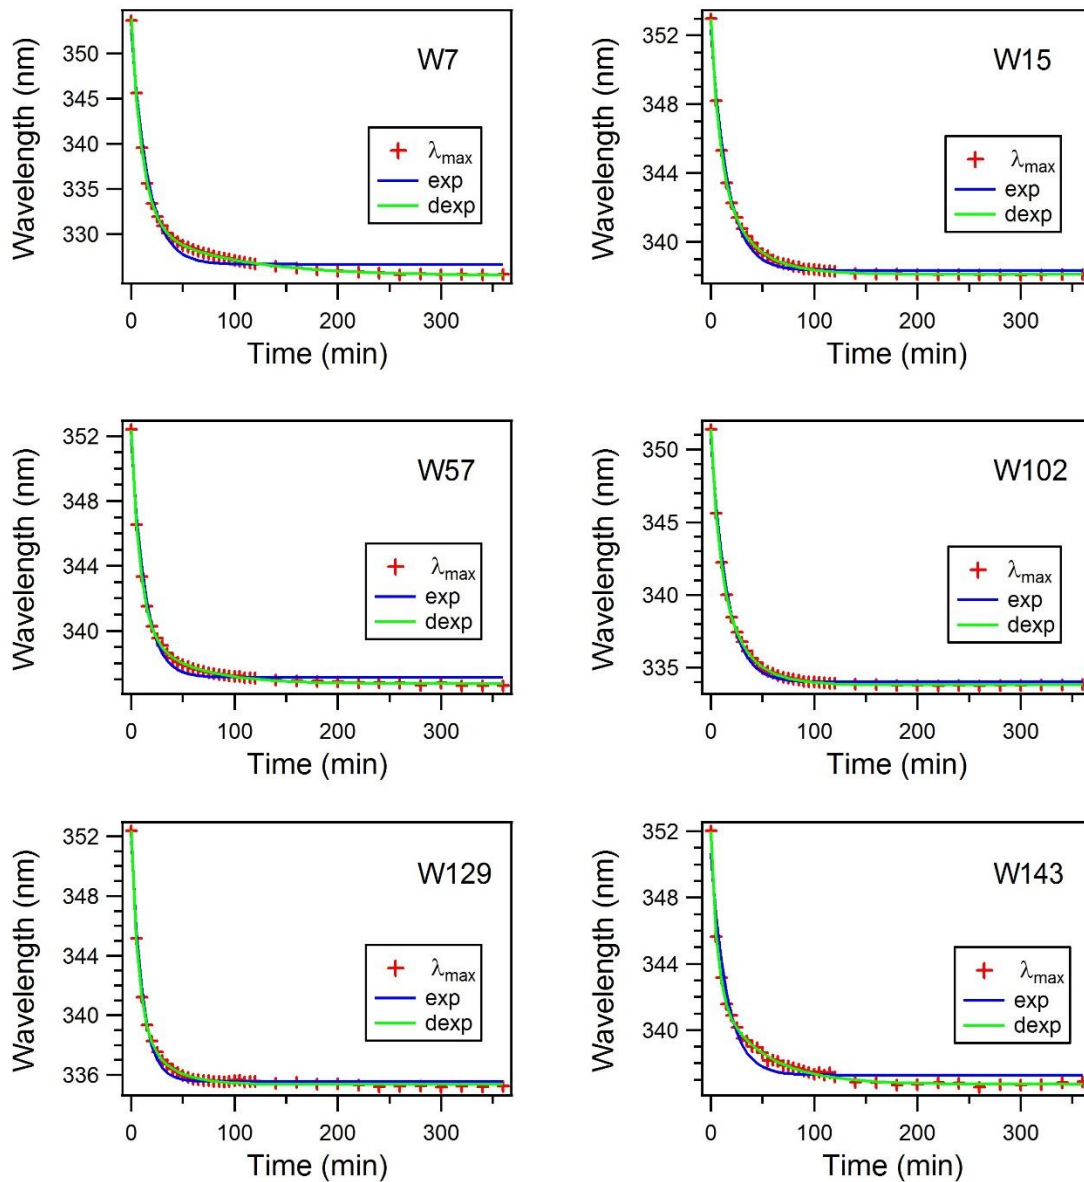 W7
350
345
340
335
330
Wavelength (nm)
λmax
exp
dexp
0 100 200 300
Time (min)
W15
352
348
344
340
Wavelength (nm)
λmax
exp
dexp
0 100 200 300
Time (min)
W57
352
348
344
340
Wavelength (nm)
λmax
exp
dexp
0 100 200 300
Time (min)
W102
350
345
340
335
Wavelength (nm)
λmax
exp
dexp
0 100 200 300
Time (min)
W129
352
348
344
340
336
Wavelength (nm)
λmax
exp
dexp
0 100 200 300
Time (min)
W143
352
348
344
340
Wavelength (nm)
λmax
exp
dexp
0 100 200 300
Time (min)